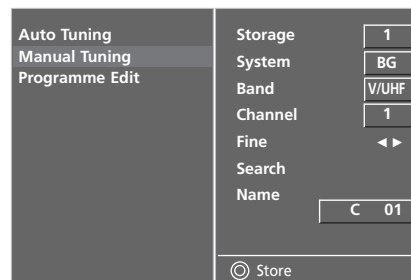 Auto Tuning
Manual Tuning
Programme Edit
Storage 1
System BG
Band V/UHF
Channel 1
Fine ◄ ►
Search
Name
C 01
Store